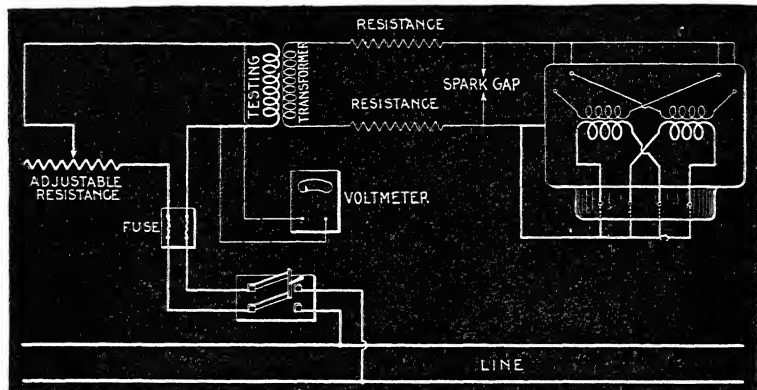 RESISTANCE
TESTING
TRANSFORMER
SPARK GAP
RESISTANCE
ADJUSTABLE
RESISTANCE
VOLTMETER
FUSE
LINE